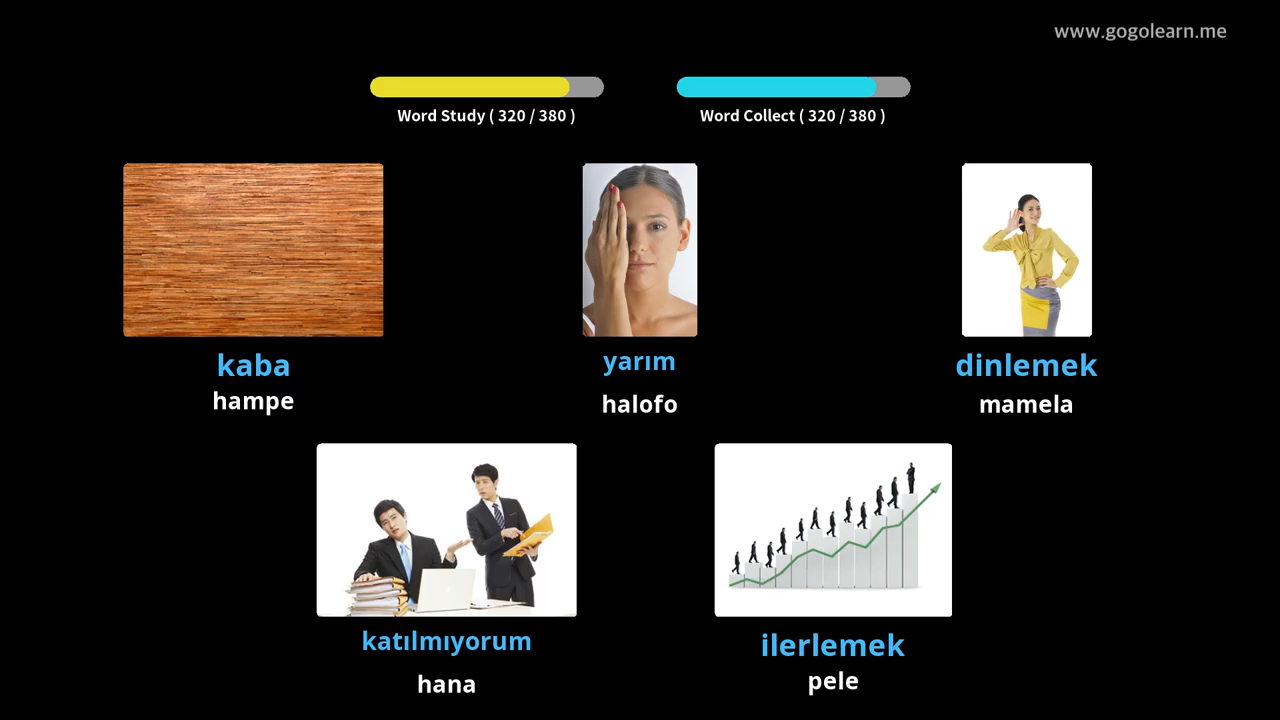 www.gogolearn.me
Word Study ( 320 / 380 )
Word Collect ( 320 / 380 )
kaba
hampe
yarım
halofo
dinlemek
mamela
katılmıyorum
hana
ilerlemek
pele